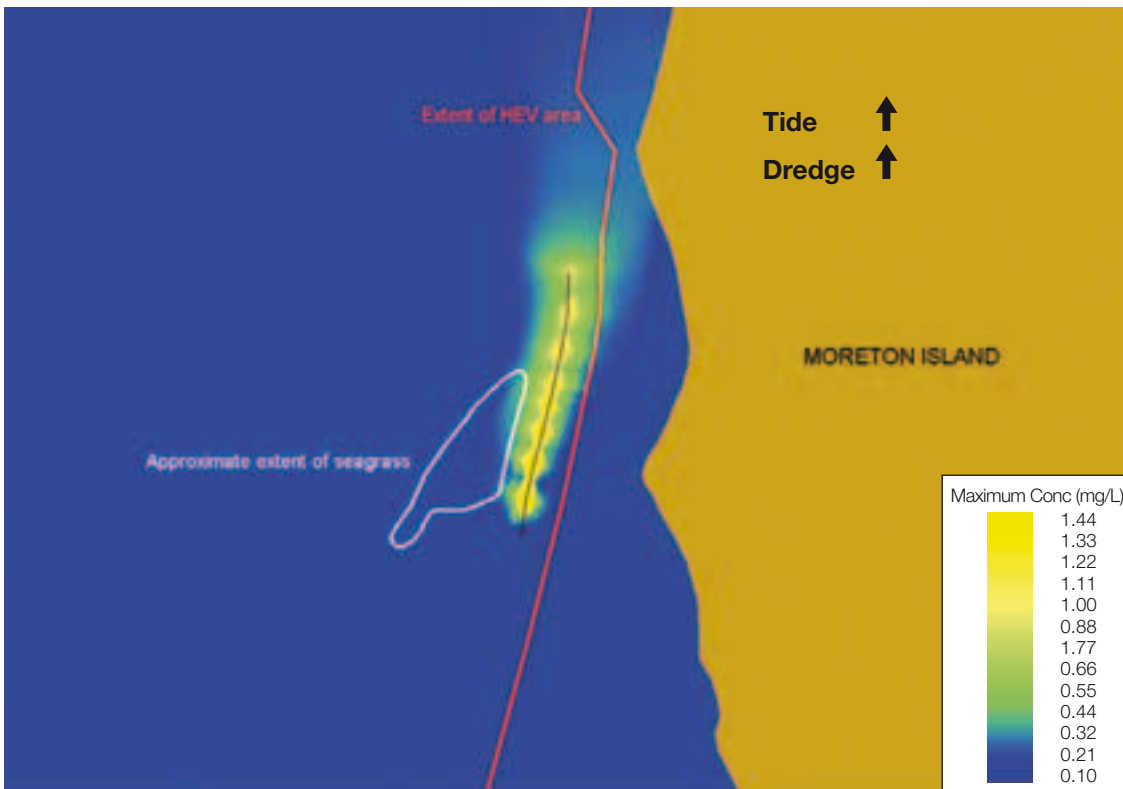 Extent of HEV area
Tide
Dredge
MORETON ISLAND
Approximate extent of seagrass
Maximum Conc (mg/L)
1.44
1.33
1.22
1.11
1.00
0.88
1.77
0.66
0.55
0.44
0.32
0.21
0.10